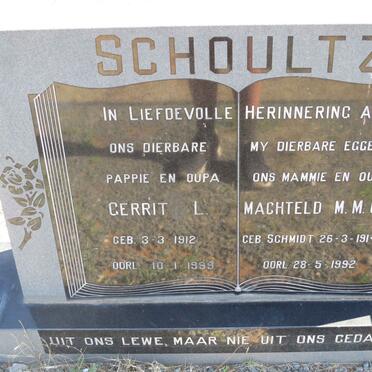 SCHOULTZ
IN LIEFDEVOLLE HERINNERING A
ONS DIERBARE MY DIERBARE EGGE
PAPPIE EN OUPA ONS MAMMIE EN OU
GERRIT L. MACHTELD M.M.
GEB. 3-3-1912 GEB. SCHMIDT 26-3-191
OORL. 10-1-1989 OORL. 28-5-1992
UIT ONS LEWE, MAAR NIE UIT ONS GEDA